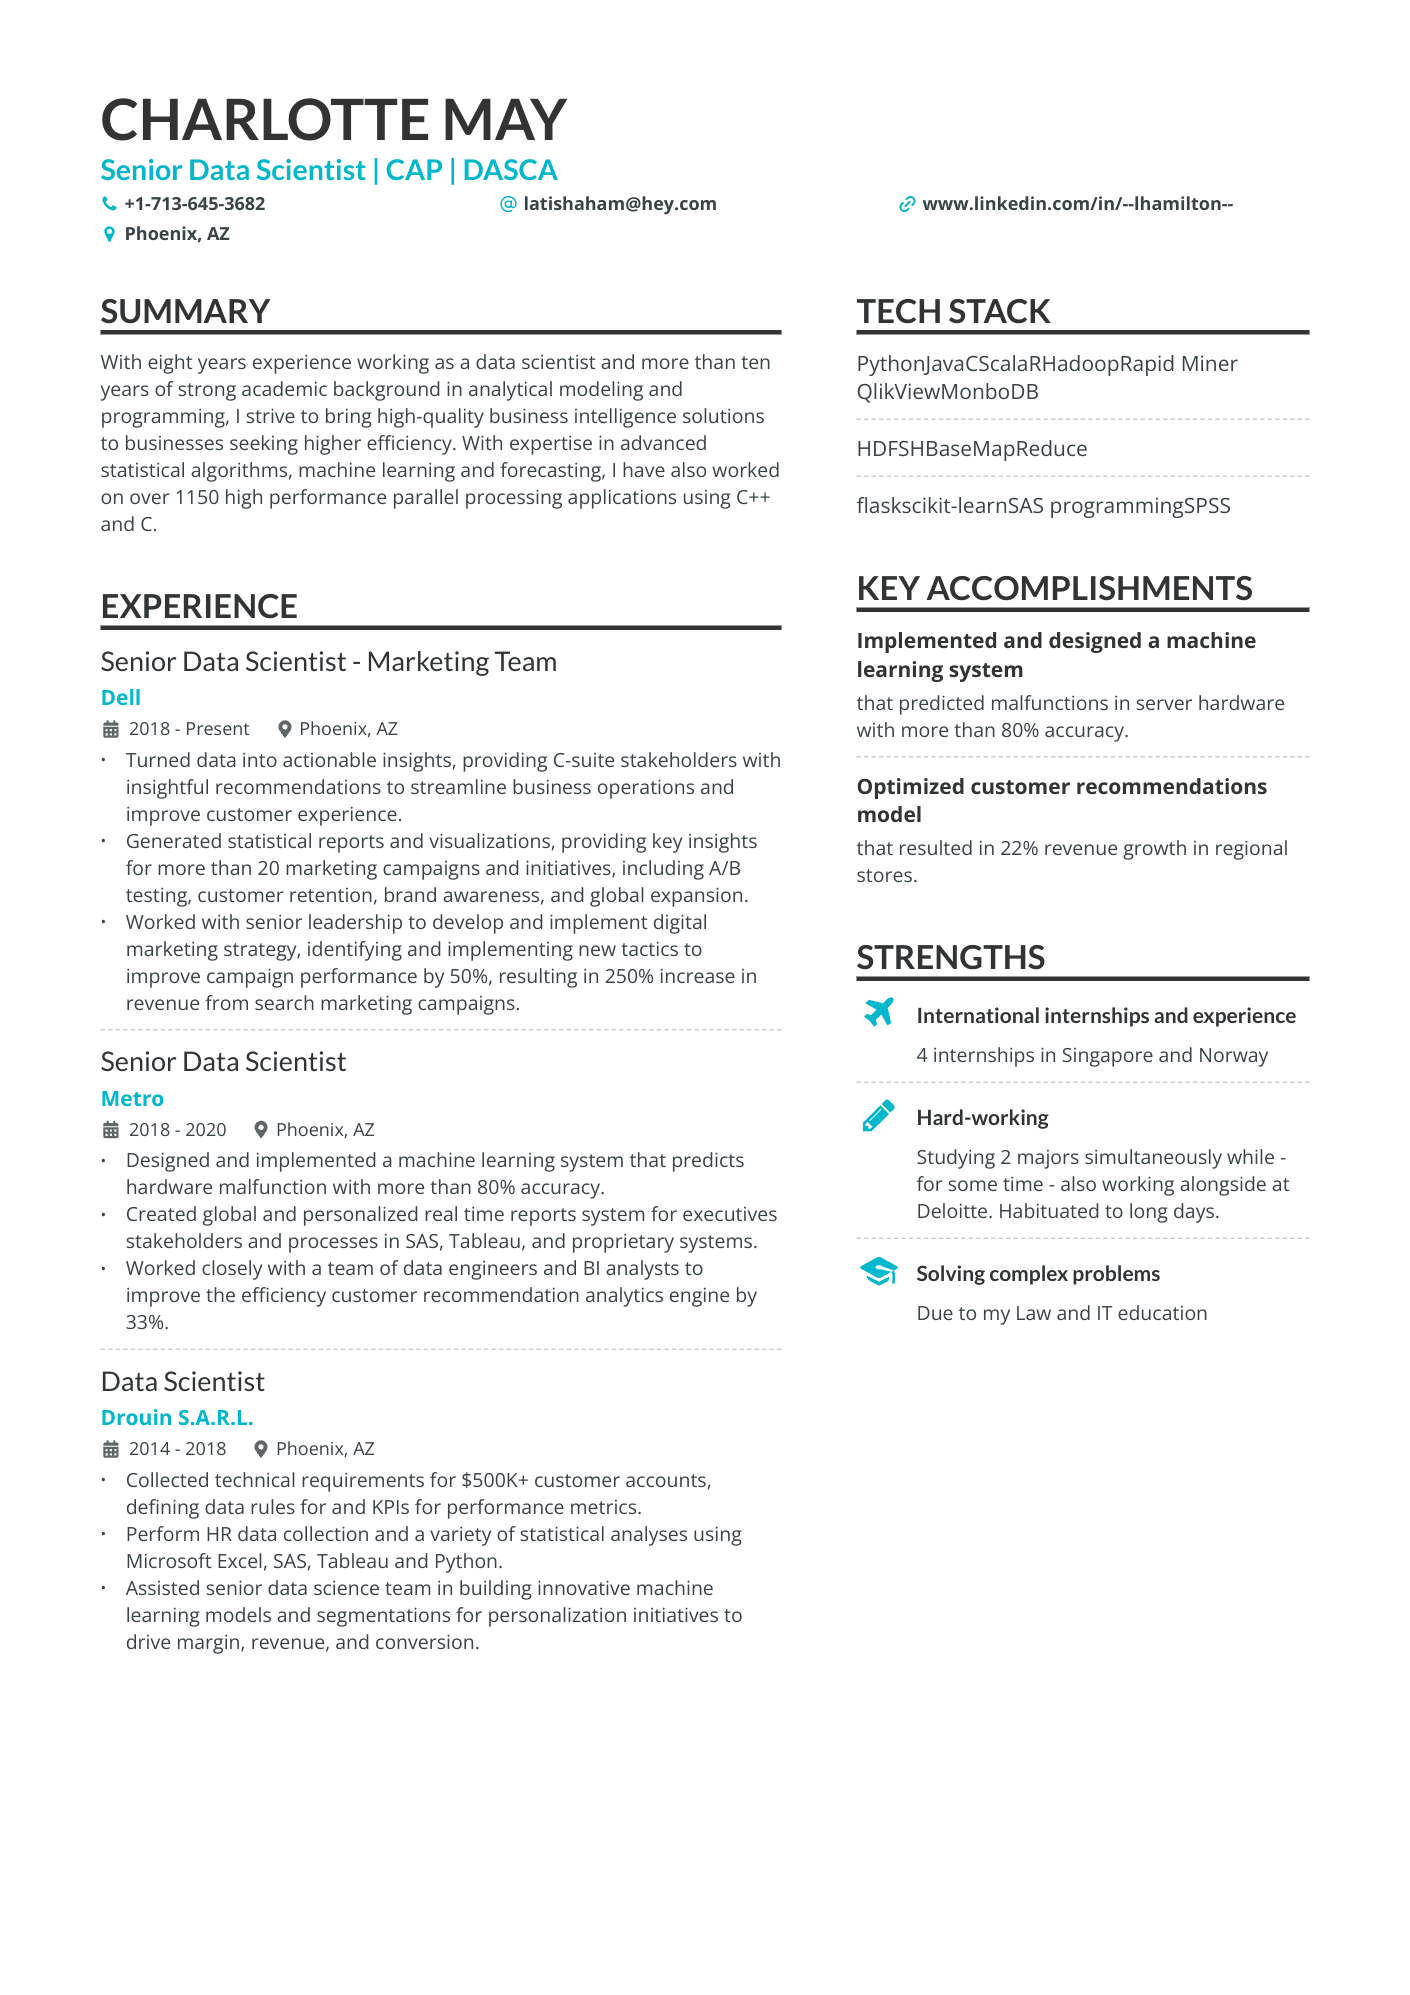 CHARLOTTE MAY
Senior Data Scientist | CAP | DASCA
+1-713-645-3682
latishaham@hey.com
www.linkedin.com/in/--lhamilton--
Phoenix, AZ
SUMMARY
With eight years experience working as a data scientist and more than ten
years of strong academic background in analytical modeling and
programming, I strive to bring high-quality business intelligence solutions
to businesses seeking higher efficiency. With expertise in advanced
statistical algorithms, machine learning and forecasting, I have also worked
on over 1150 high performance parallel processing applications using C++
and C.
EXPERIENCE
Senior Data Scientist - Marketing Team
Dell
2018 - Present Phoenix, AZ
• Turned data into actionable insights, providing C-suite stakeholders with
insightful recommendations to streamline business operations and
improve customer experience.
• Generated statistical reports and visualizations, providing key insights
for more than 20 marketing campaigns and initiatives, including A/B
testing, customer retention, brand awareness, and global expansion.
• Worked with senior leadership to develop and implement digital
marketing strategy, identifying and implementing new tactics to
improve campaign performance by 50%, resulting in 250% increase in
revenue from search marketing campaigns.
Senior Data Scientist
Metro
2018 - 2020 Phoenix, AZ
• Designed and implemented a machine learning system that predicts
hardware malfunction with more than 80% accuracy.
• Created global and personalized real time reports system for executives
stakeholders and processes in SAS, Tableau, and proprietary systems.
• Worked closely with a team of data engineers and BI analysts to
improve the efficiency customer recommendation analytics engine by
33%.
Data Scientist
Drouin S.A.R.L.
2014 - 2018 Phoenix, AZ
• Collected technical requirements for $500K+ customer accounts,
defining data rules for and KPIs for performance metrics.
• Perform HR data collection and a variety of statistical analyses using
Microsoft Excel, SAS, Tableau and Python.
• Assisted senior data science team in building innovative machine
learning models and segmentations for personalization initiatives to
drive margin, revenue, and conversion.
TECH STACK
PythonJavaCScalaRHadoopRapid Miner
QlikViewMonboDB
HDFSHBaseMapReduce
flaskscikit-learnSAS programmingSPSS
KEY ACCOMPLISHMENTS
Implemented and designed a machine
learning system
that predicted malfunctions in server hardware
with more than 80% accuracy.
Optimized customer recommendations
model
that resulted in 22% revenue growth in regional
stores.
STRENGTHS
International internships and experience
4 internships in Singapore and Norway
Hard-working
Studying 2 majors simultaneously while -
for some time - also working alongside at
Deloitte. Habituated to long days.
Solving complex problems
Due to my Law and IT education